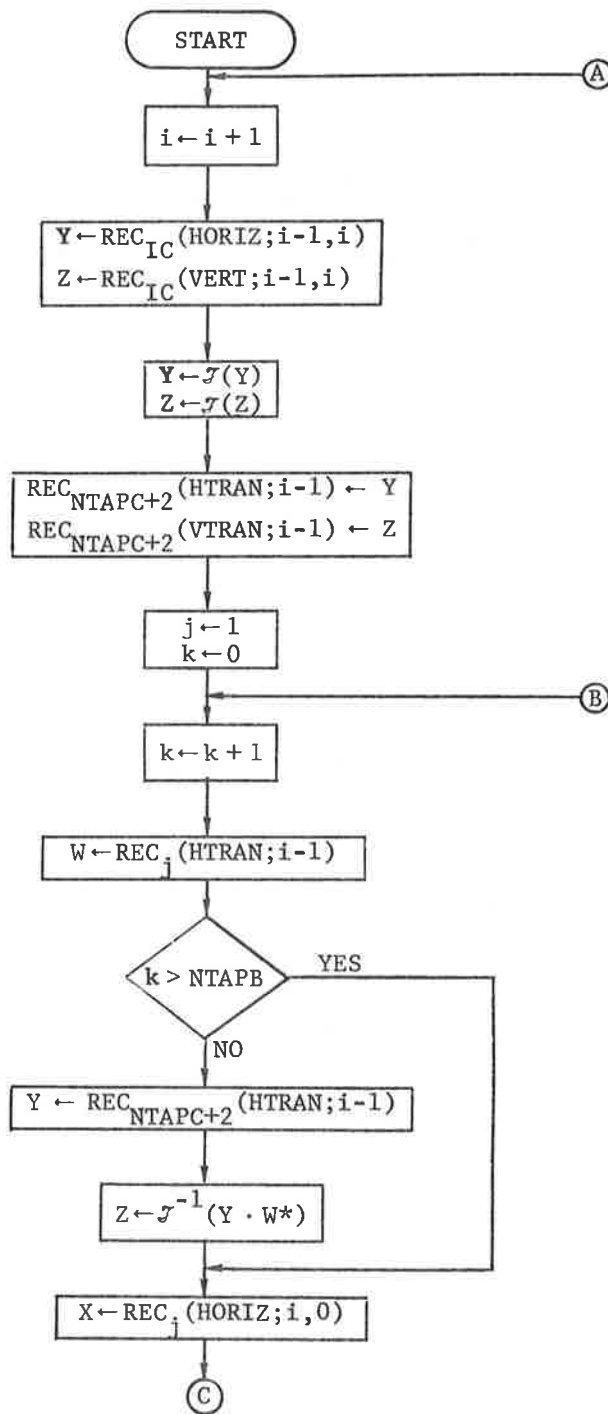 START
A
i ← i + 1
Y ← REC_IC(HORIZ;i-1,i)
Z ← REC_IC(VERT;i-1,i)
Y ← ℱ(Y)
Z ← ℱ(Z)
REC_NTAPC+2(HTRAN;i-1) ← Y
REC_NTAPC+2(VTRAN;i-1) ← Z
j ← 1
k ← 0
B
k ← k + 1
W ← REC_j(HTRAN;i-1)
k > NTAPB
YES
NO
Y ← REC_NTAPC+2(HTRAN;i-1)
Z ← ℱ^-1(Y · W*)
X ← REC_j(HORIZ;i,0)
C